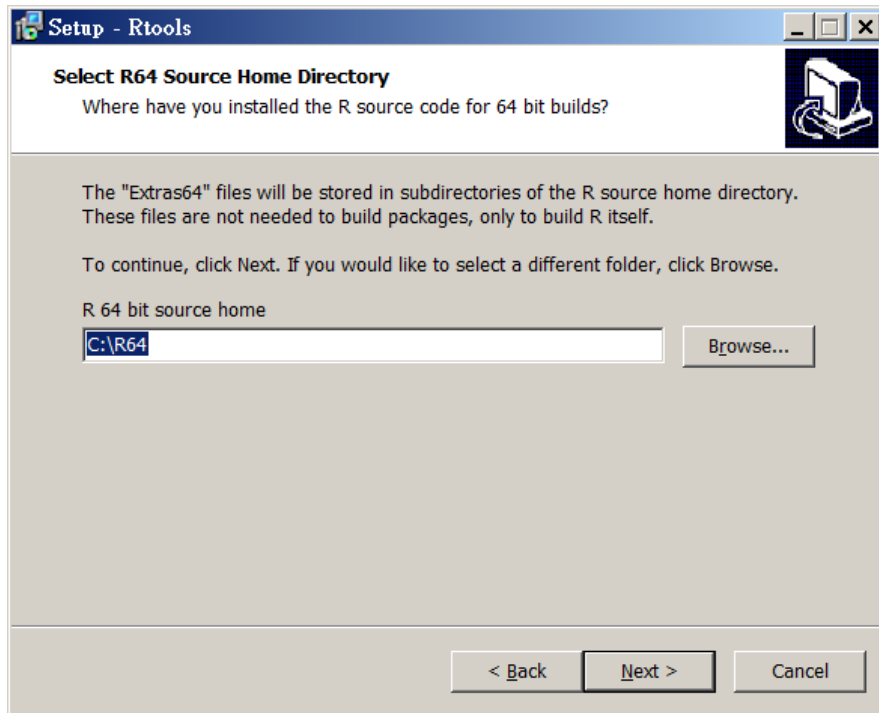 Setup - Rtools
Select R64 Source Home Directory
Where have you installed the R source code for 64 bit builds?
The "Extras64" files will be stored in subdirectories of the R source home directory.
These files are not needed to build packages, only to build R itself.
To continue, click Next. If you would like to select a different folder, click Browse.
R 64 bit source home
C:\R64
Browse...
< Back
Next >
Cancel